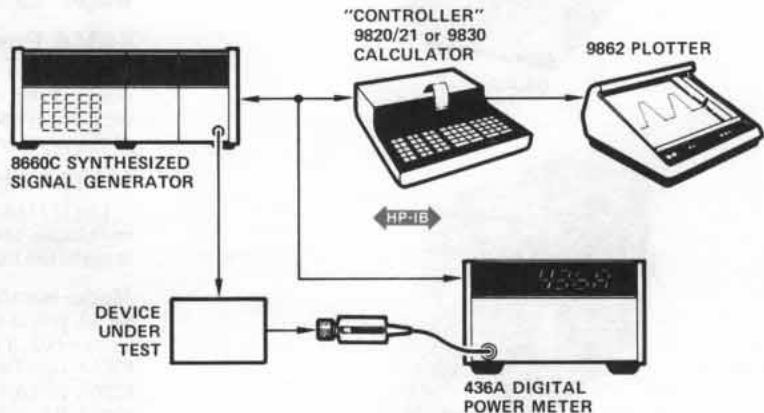 "CONTROLLER"
9820/21 or 9830
CALCULATOR
9862 PLOTTER
8660C SYNTHESIZED
SIGNAL GENERATOR
HP-IB
DEVICE
UNDER
TEST
436A
436A DIGITAL
POWER METER